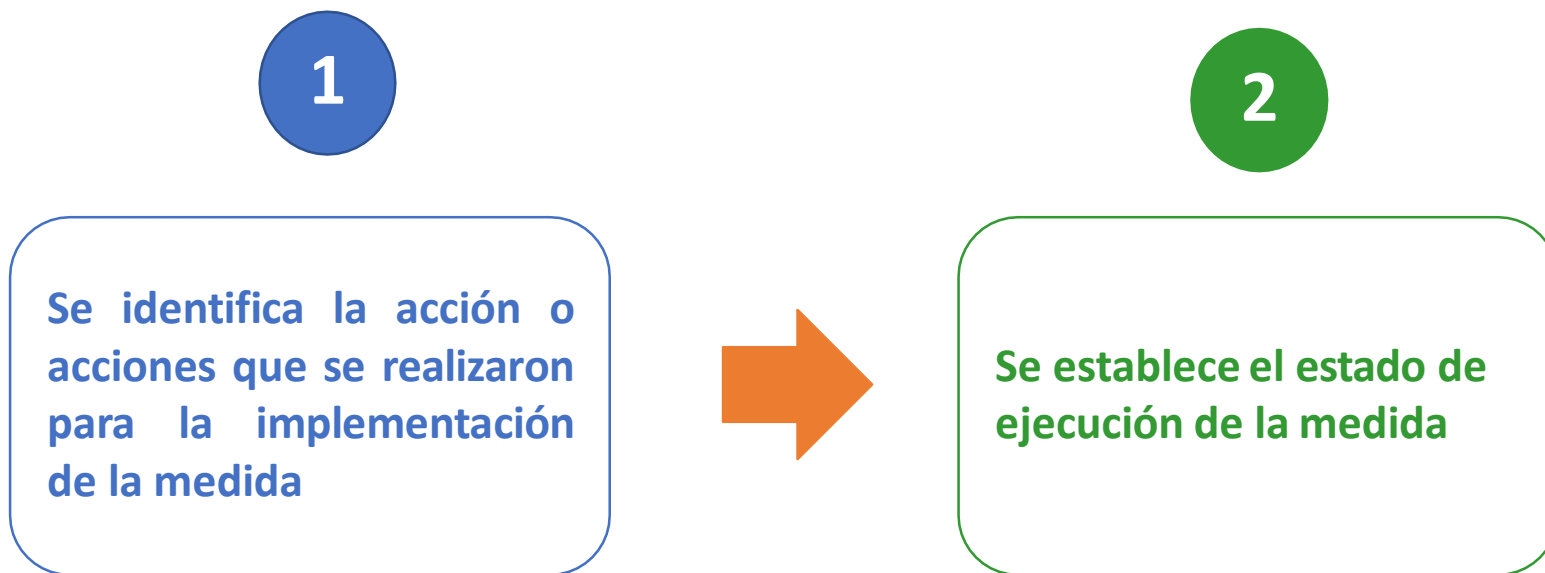 1
Se identifica la acción o
acciones que se realizaron
para la implementación
de la medida
2
Se establece el estado de
ejecución de la medida